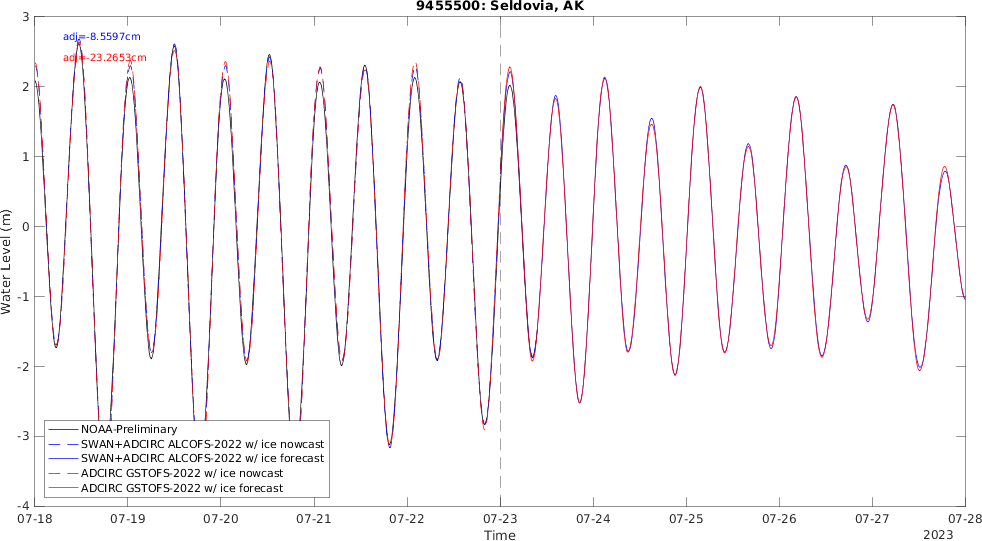 9455500: Seldovia, AK
adj=-8.5597cm
adj=-23.2653cm
Water Level (m)
3
2
1
0
-1
-2
-3
-4
NOAA-Preliminary
SWAN+ADCIRC ALCOFS-2022 w/ ice nowcast
SWAN+ADCIRC ALCOFS-2022 w/ ice forecast
ADCIRC GSTOFS-2022 w/ ice nowcast
ADCIRC GSTOFS-2022 w/ ice forecast
07-18 07-19 07-20 07-21 07-22 07-23 07-24 07-25 07-26 07-27 07-28
Time
2023